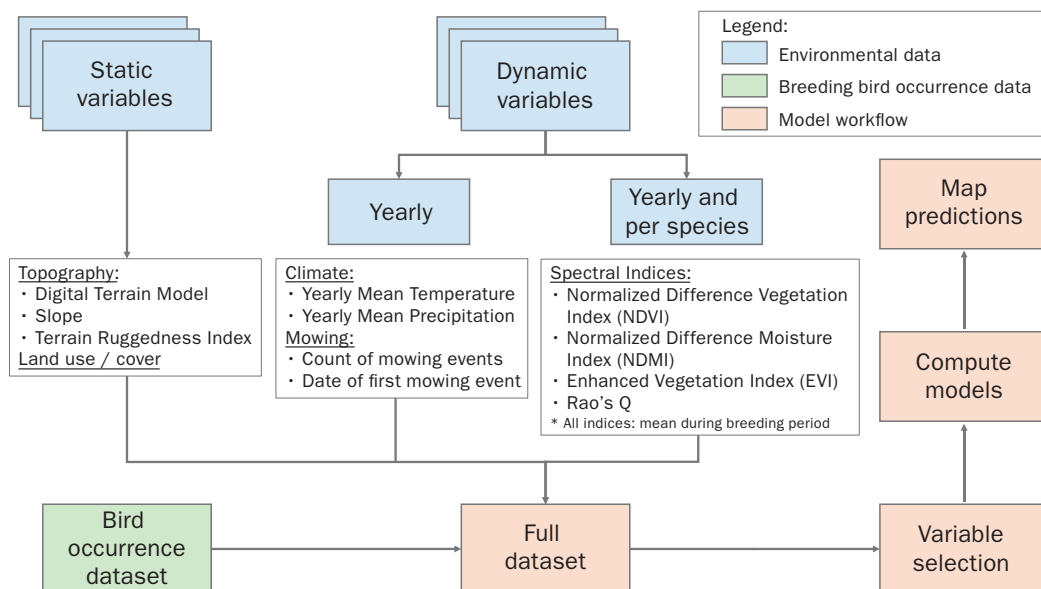 Static
variables
Dynamic
variables
Legend:
Environmental data
Breeding bird occurrence data
Model workflow
Yearly
Yearly and
per species
Map
predictions
Topography:
· Digital Terrain Model
· Slope
· Terrain Ruggedness Index
Land use / cover
Climate:
· Yearly Mean Temperature
· Yearly Mean Precipitation
Mowing:
· Count of mowing events
· Date of first mowing event
Spectral Indices:
· Normalized Difference Vegetation
Index (NDVI)
· Normalized Difference Moisture
Index (NDMI)
· Enhanced Vegetation Index (EVI)
· Rao's Q
* All indices: mean during breeding period
Compute
models
Bird
occurrence
dataset
Full
dataset
Variable
selection